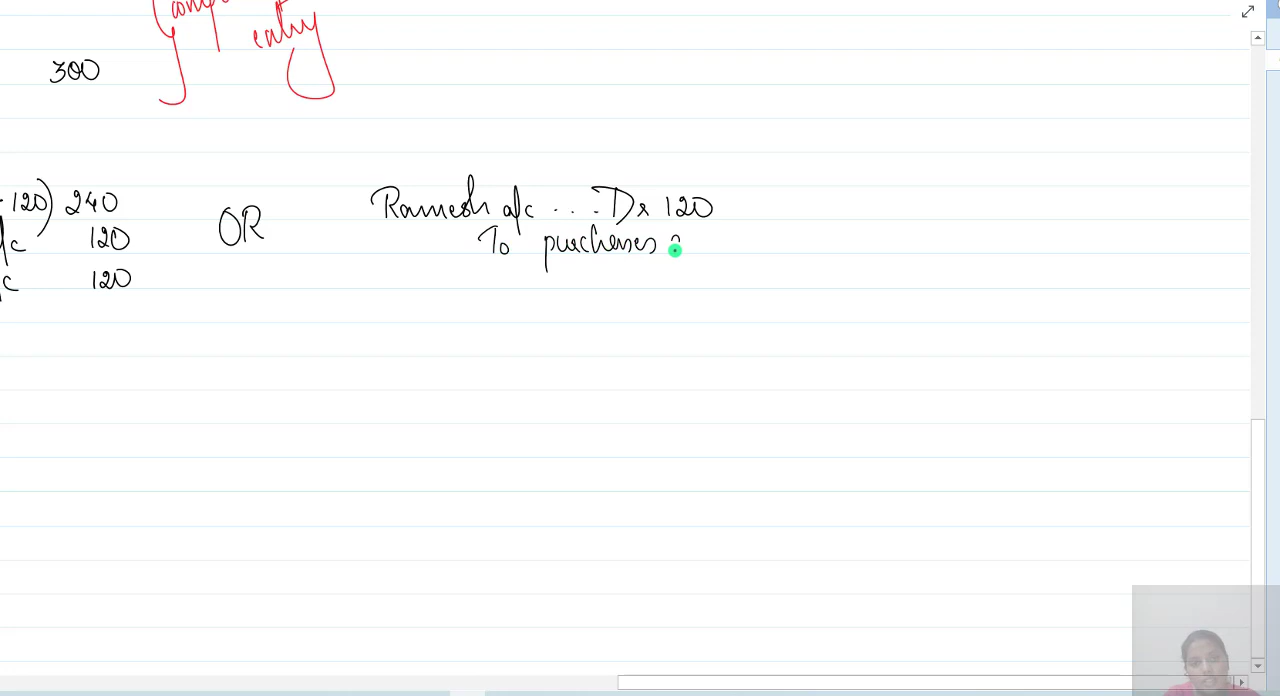 entry
300
120) 240
a/c 120
OR
Ramesh a/c ....Dr 120
To purchases
c 120